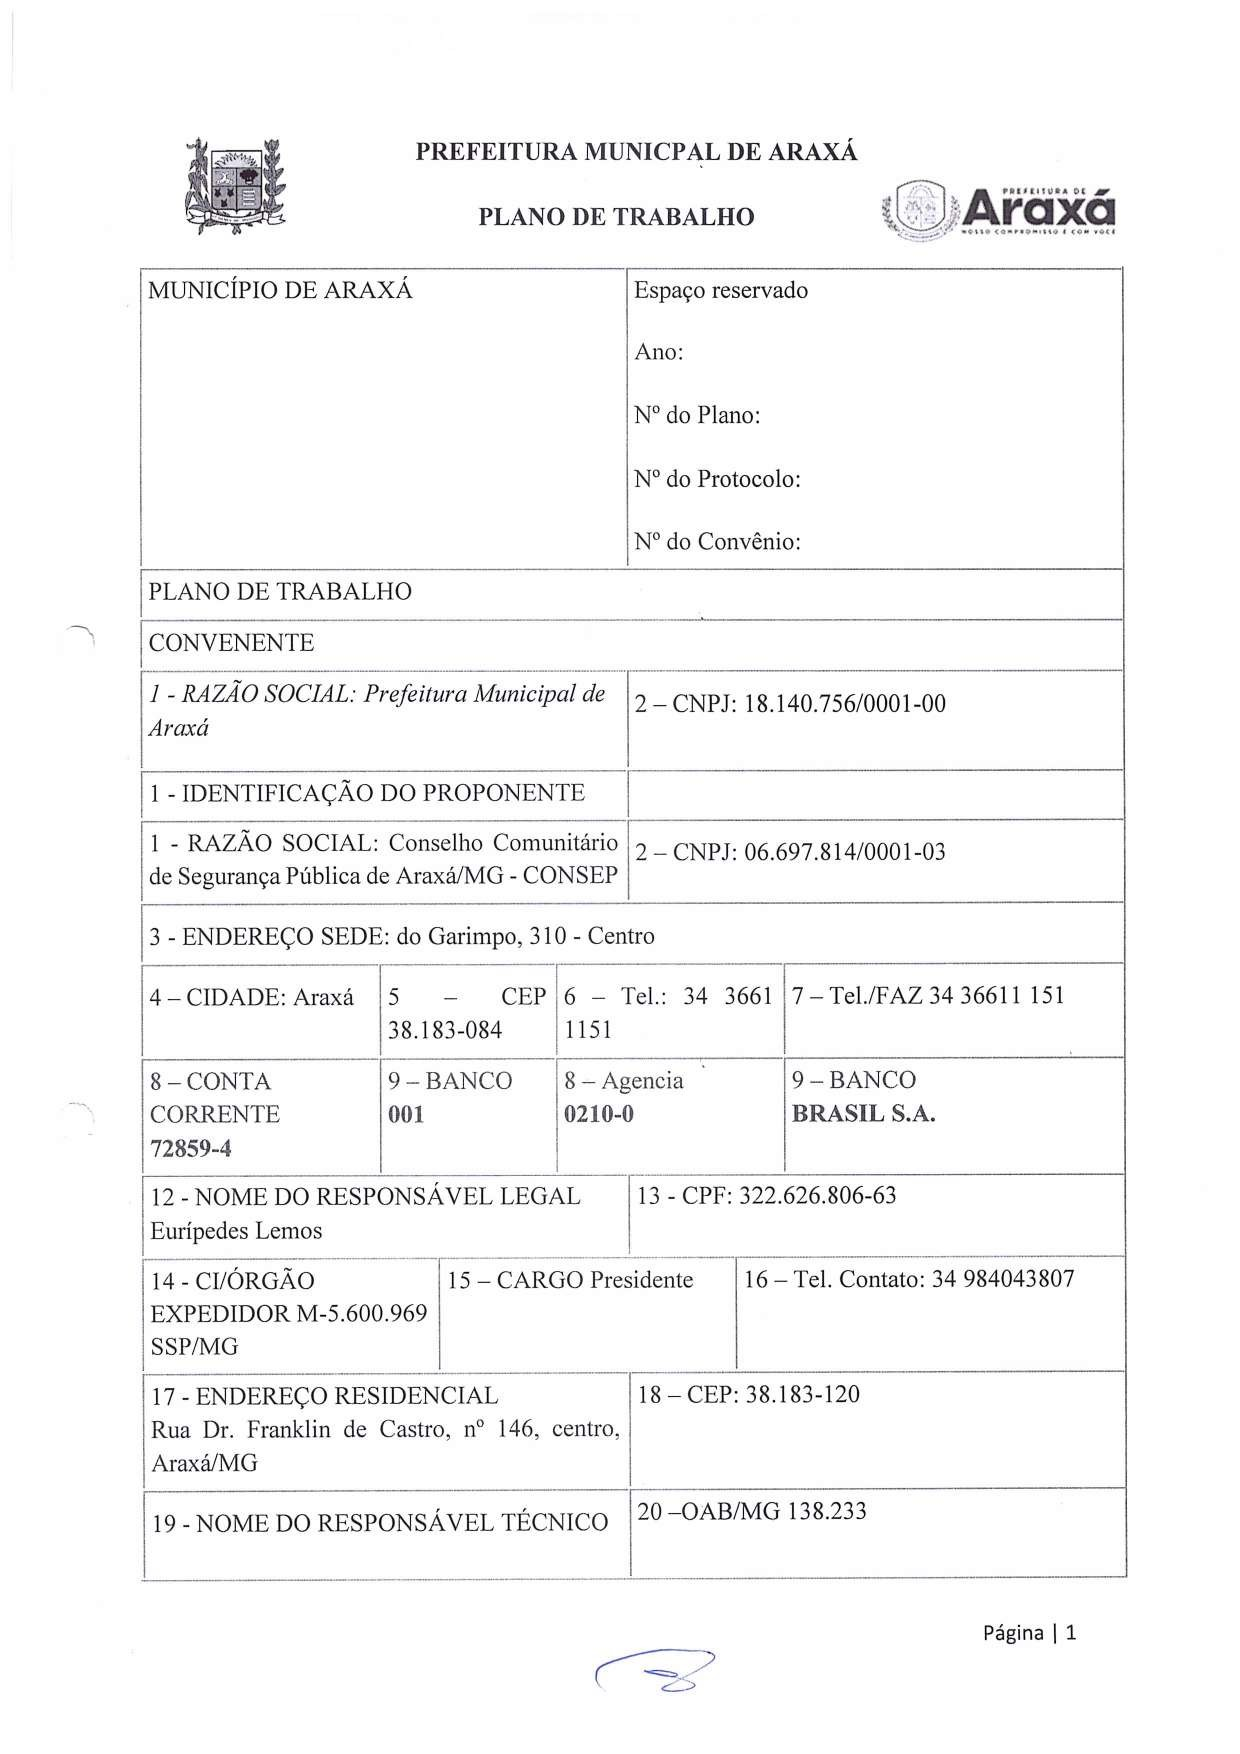 PREFEITURA MUNICPAL DE ARAXÁ
PLANO DE TRABALHO
PREFEITURA DE
Araxá
NOSSO COMPROMISSO É COM VOCÊ
MUNICÍPIO DE ARAXÁ
Espaço reservado
Ano:
Nº do Plano:
Nº do Protocolo:
Nº do Convênio:
PLANO DE TRABALHO
CONVENENTE
1 - RAZÃO SOCIAL: Prefeitura Municipal de
Araxá
2 – CNPJ: 18.140.756/0001-00
1 - IDENTIFICAÇÃO DO PROPONENTE
1 - RAZÃO SOCIAL: Conselho Comunitário
de Segurança Pública de Araxá/MG - CONSEP
2 – CNPJ: 06.697.814/0001-03
3 - ENDEREÇO SEDE: do Garimpo, 310 - Centro
4 – CIDADE: Araxá
5 – CEP
38.183-084
6 – Tel.: 34 3661
1151
7 – Tel./FAZ 34 36611 151
8 – CONTA
CORRENTE
72859-4
9 – BANCO
001
8 – Agencia
0210-0
9 – BANCO
BRASIL S.A.
12 - NOME DO RESPONSÁVEL LEGAL
Eurípedes Lemos
13 - CPF: 322.626.806-63
14 - CI/ÓRGÃO
EXPEDIDOR M-5.600.969
SSP/MG
15 – CARGO Presidente
16 – Tel. Contato: 34 984043807
17 - ENDEREÇO RESIDENCIAL
Rua Dr. Franklin de Castro, nº 146, centro,
Araxá/MG
18 – CEP: 38.183-120
19 - NOME DO RESPONSÁVEL TÉCNICO
20 –OAB/MG 138.233
Página | 1